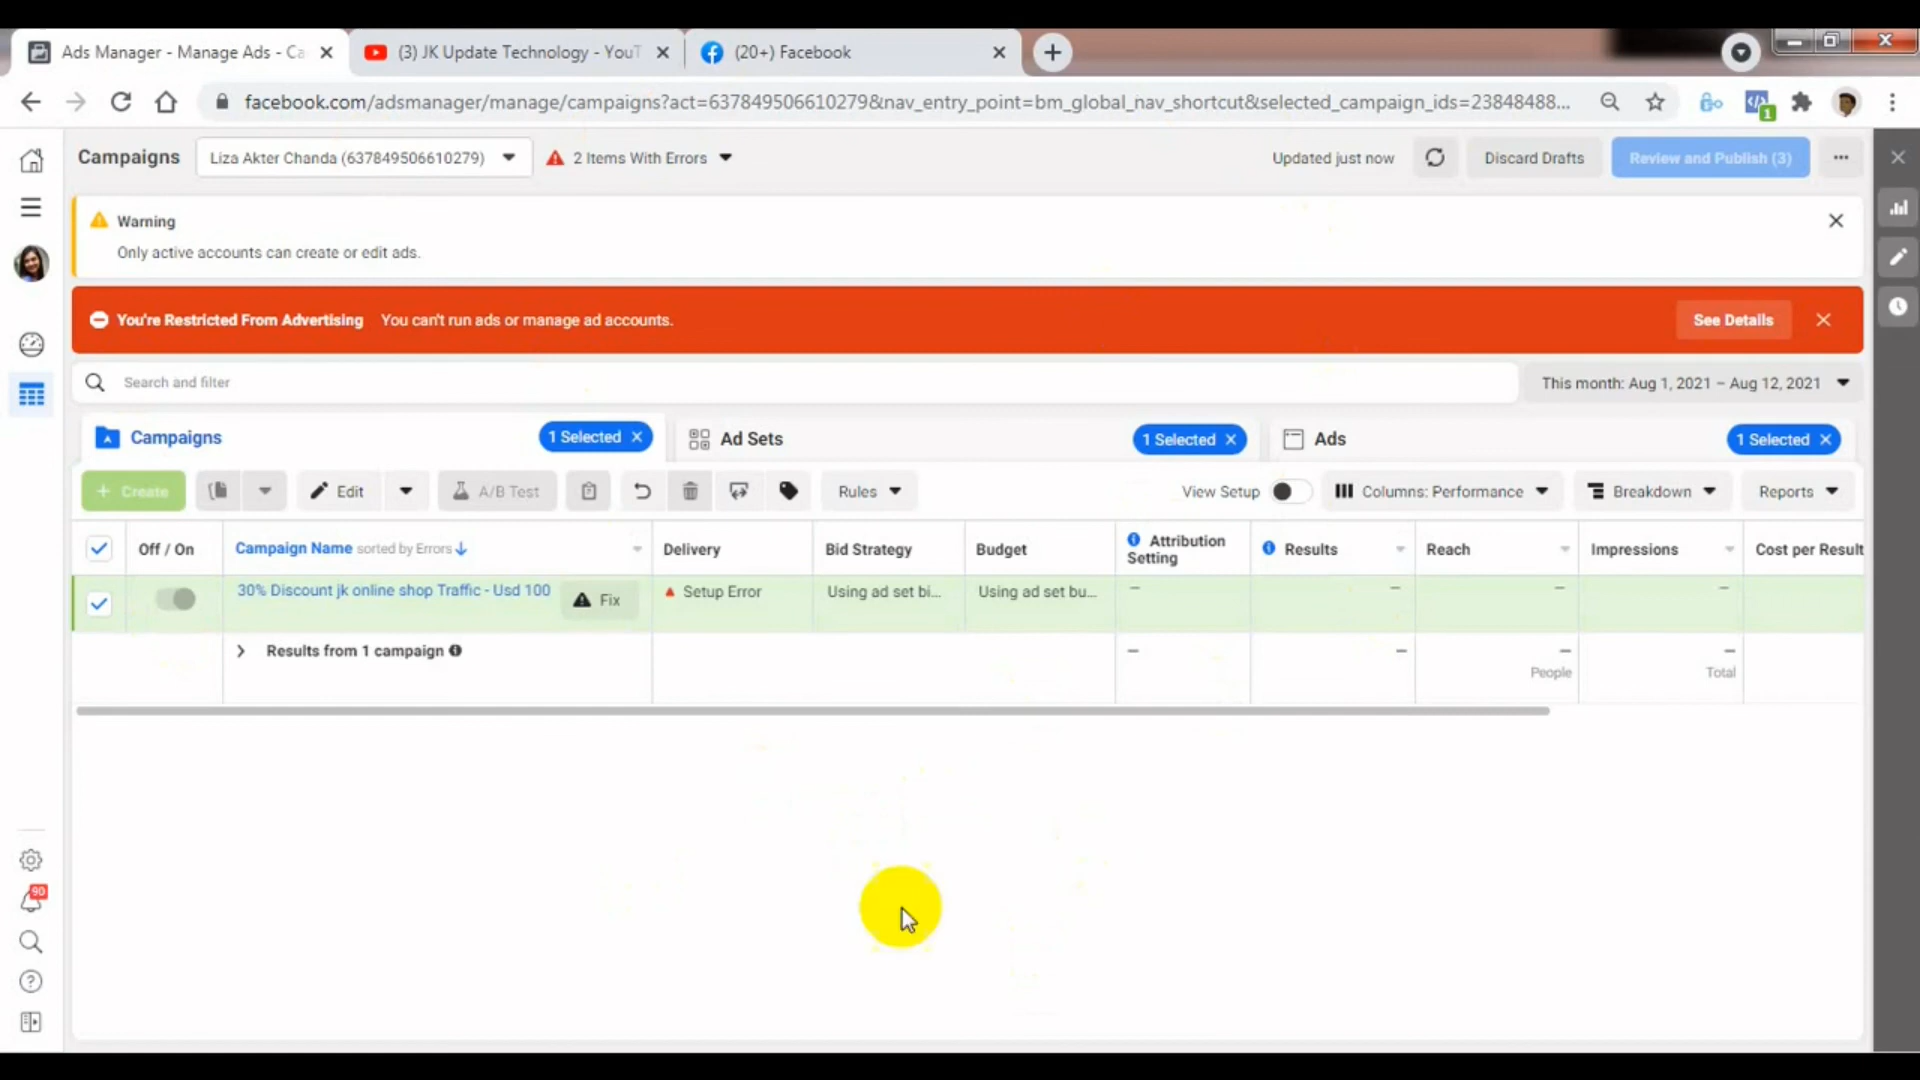 Ads Manager - Manage Ads - Ca
(3) JK Update Technology - YouT
(20+) Facebook
facebook.com/adsmanager/manage/campaigns?act=637849506610279&nav_entry_point=bm_global_nav_shortcut&selected_campaign_ids=23848488...
1
Campaigns
Liza Akter Chanda (637849506610279)
2 Items With Errors
Updated just now
Discard Drafts
Review and Publish (3)
Warning
Only active accounts can create or edit ads.
You're Restricted From Advertising You can't run ads or manage ad accounts.
See Details
Search and filter
This month: Aug 1, 2021 – Aug 12, 2021
Campaigns
1 Selected
Ad Sets
1 Selected
Ads
1 Selected
+ Create
Edit
A/B Test
Rules
View Setup
Columns: Performance
Breakdown
Reports
Off / On
Campaign Name sorted by Errors
Delivery
Bid Strategy
Budget
Attribution Setting
Results
Reach
Impressions
Cost per Result
30% Discount jk online shop Traffic - Usd 100
Fix
Setup Error
Using ad set bi...
Using ad set bu...
—
—
—
—
Results from 1 campaign
—
—
—
People
—
Total
90